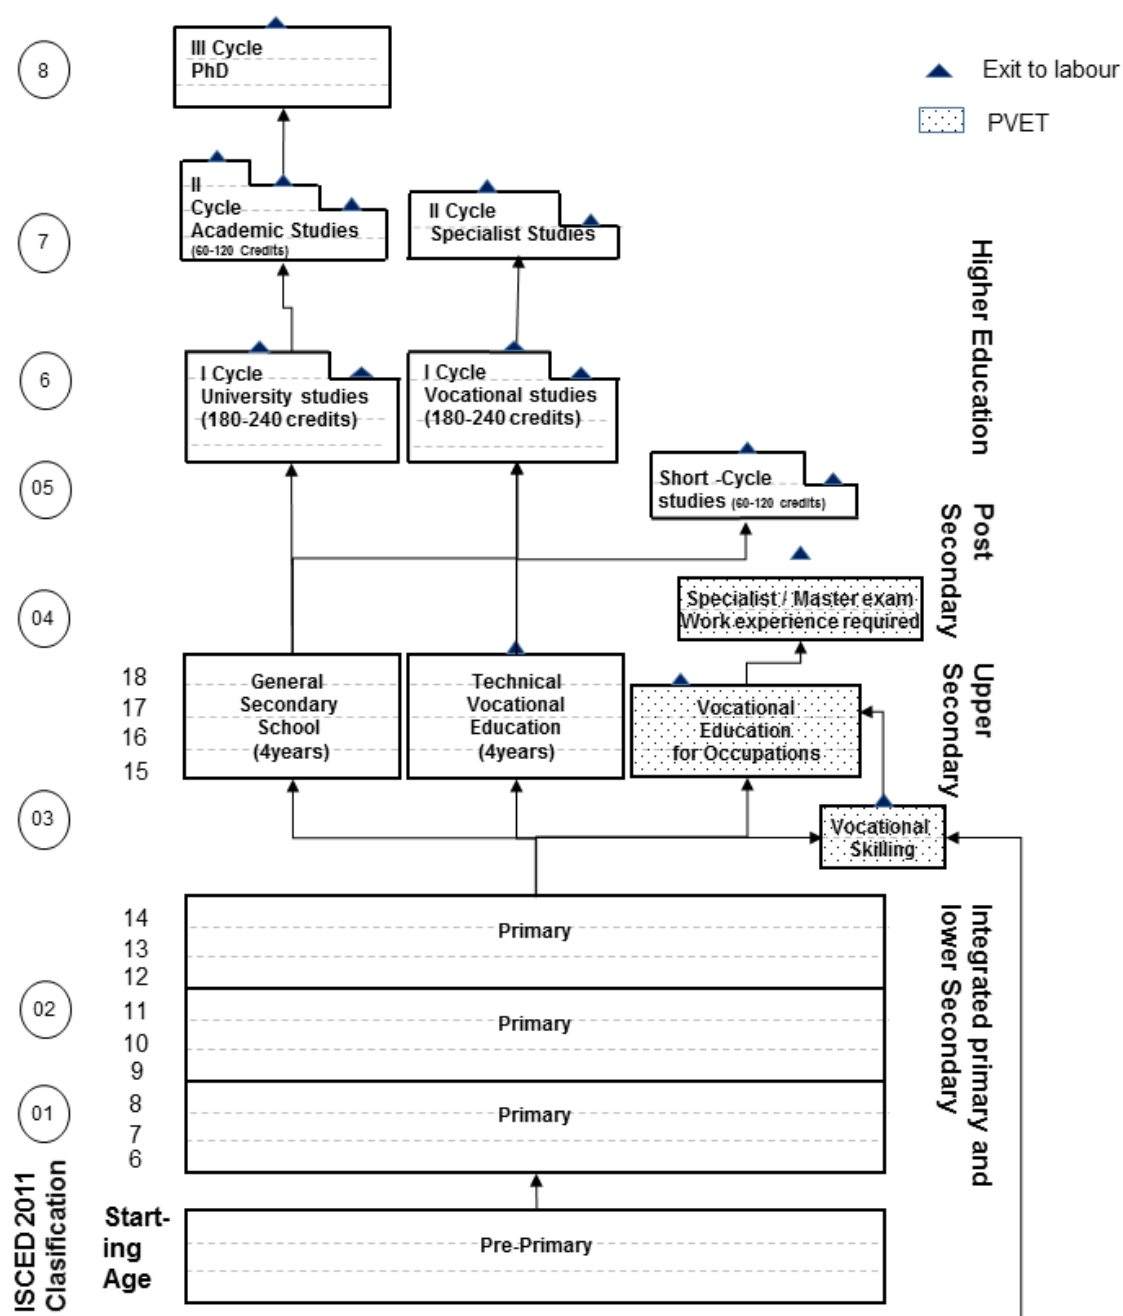 8
III Cycle
PhD
Exit to labour
PVET
7
II
Cycle
Academic Studies
(60-120 Credits)
II Cycle
Specialist Studies
Higher Education
6
I Cycle
University studies
(180-240 credits)
I Cycle
Vocational studies
(180-240 credits)
05
Short -Cycle
studies (60-120 credits)
Post
Secondary
04
Specialist / Master exam
Work experience required
18
17
16
15
General
Secondary
School
(4years)
Technical
Vocational
Education
(4years)
Vocational
Education
for Occupations
Upper
Secondary
03
Vocational
Skilling
14
13
12
Primary
02
11
10
9
Primary
01
8
7
6
Primary
Integrated primary and
lower Secondary
ISCED 2011
Clasification
Start-
ing
Age
Pre-Primary